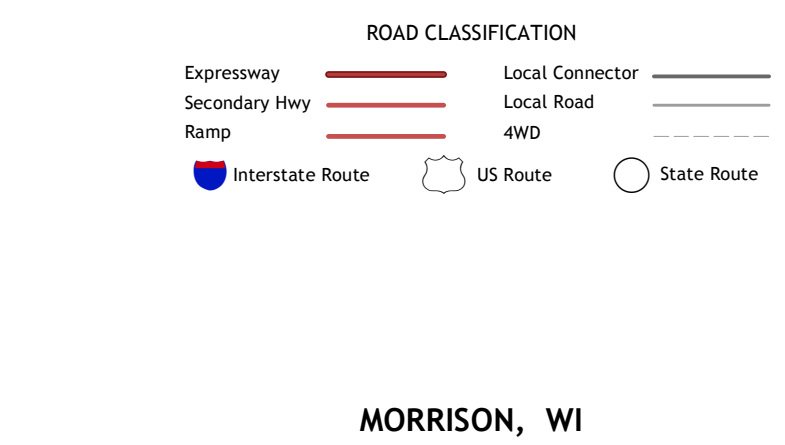 ROAD CLASSIFICATION
Expressway
Local Connector
Secondary Hwy
Local Road
Ramp
4WD
Interstate Route
US Route
State Route
MORRISON, WI